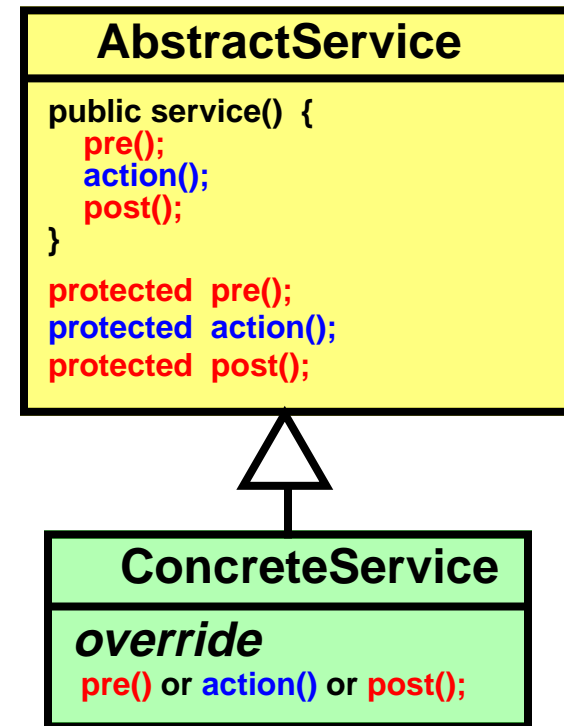 AbstractService
public service() {
pre();
action();
post();
}
protected pre();
protected action();
protected post();
ConcreteService
override
pre() or action() or post();